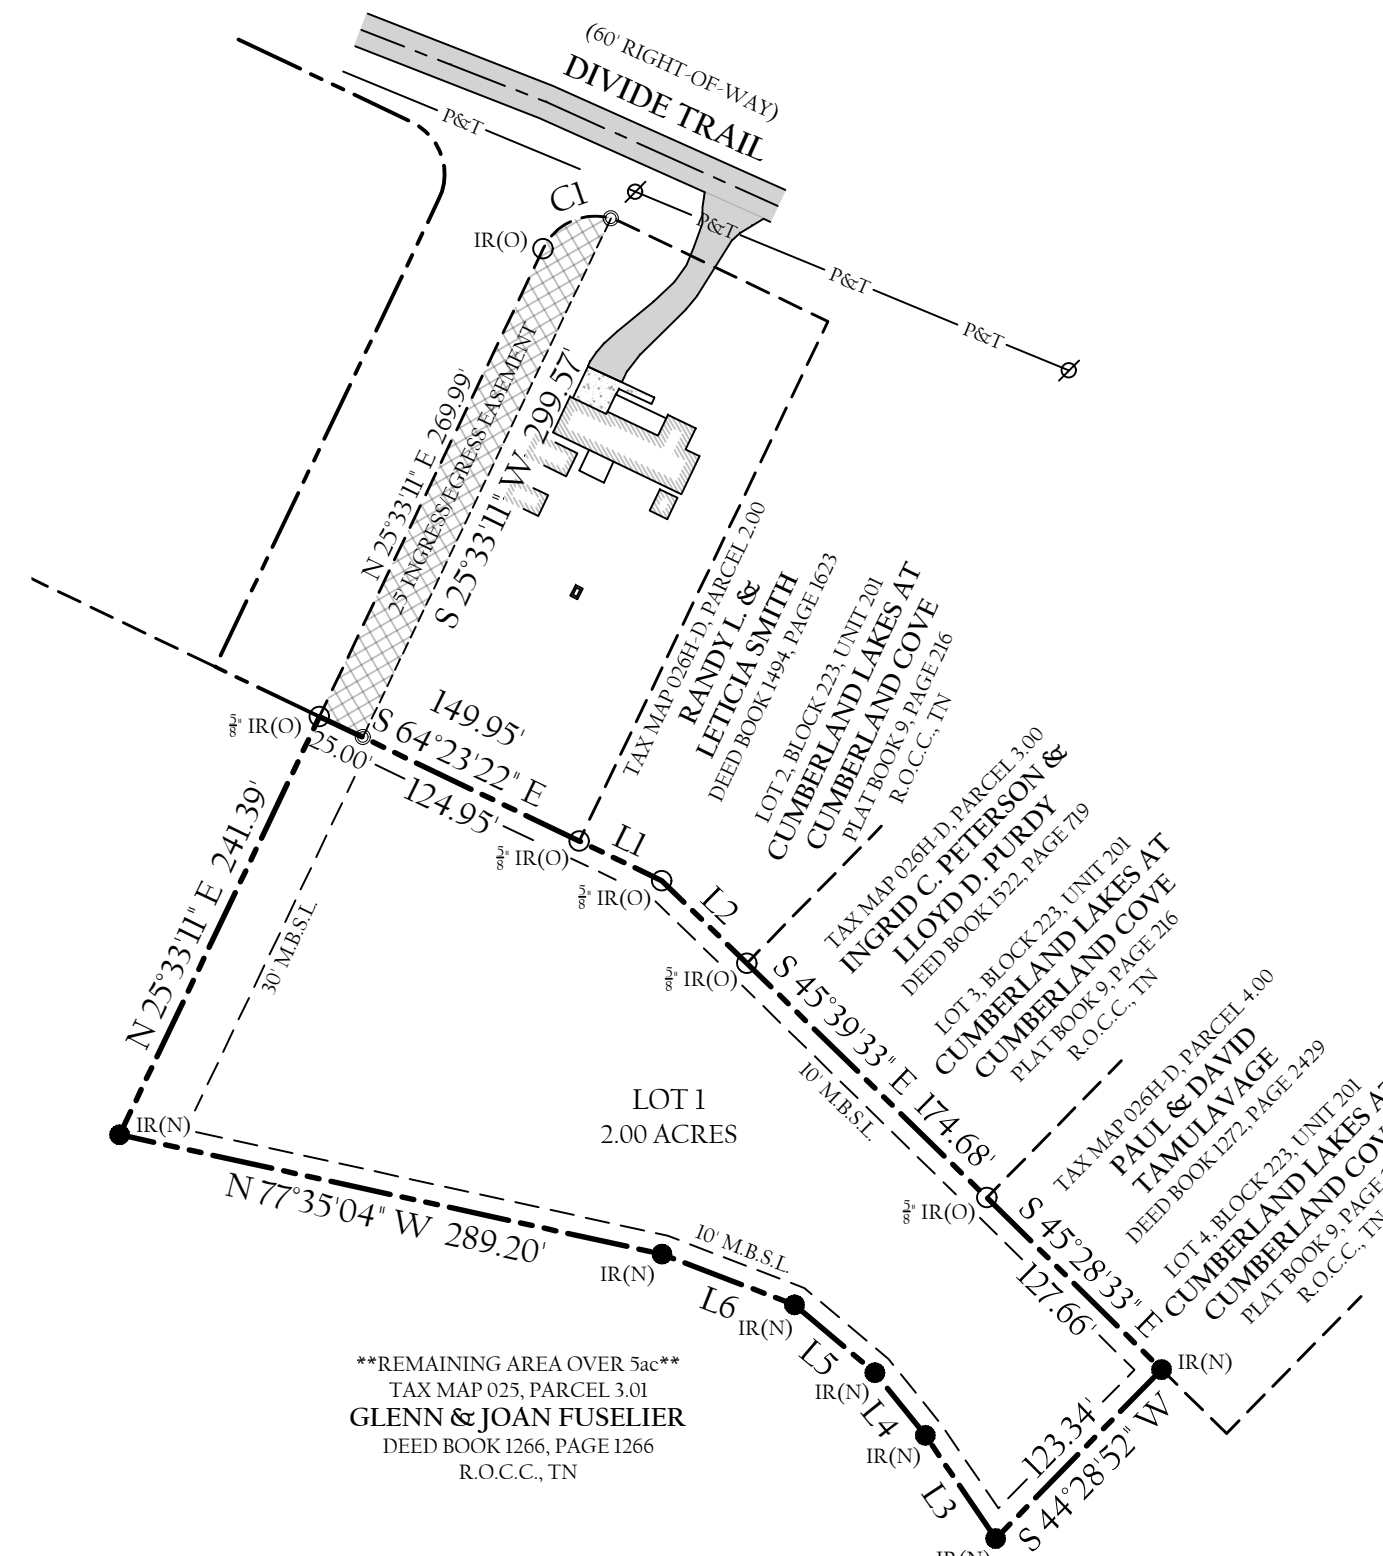 (60' RIGHT-OF-WAY)
DIVIDE TRAIL
P&T
P&T
P&T
P&T
C1
IR(O)
N 25°33'11" E 269.99'
25' INGRESS/EGRESS EASEMENT
S 25°33'11" W 299.57'
5/8" IR(O)
25.00'
149.95'
S 64°23'22" E
124.95'
5/8" IR(O)
L1
5/8" IR(O)
L2
5/8" IR(O)
TAX MAP 026H-D, PARCEL 2.00
RANDY L. &
LETICIA SMITH
DEED BOOK 1494, PAGE 1623
LOT 2, BLOCK 223, UNIT 201
CUMBERLAND LAKES AT
CUMBERLAND COVE
PLAT BOOK 9, PAGE 216
R.O.C.C., TN
TAX MAP 026H-D, PARCEL 3.00
INGRID C. PETERSON &
LLOYD D. PURDY
DEED BOOK 1522, PAGE 719
LOT 3, BLOCK 223, UNIT 201
CUMBERLAND LAKES AT
CUMBERLAND COVE
PLAT BOOK 9, PAGE 216
R.O.C.C., TN
TAX MAP 026H-D, PARCEL 4.00
PAUL & DAVID
TAMULAVAGE
DEED BOOK 1272, PAGE 2429
LOT 4, BLOCK 223, UNIT 201
CUMBERLAND LAKES A
CUMBERLAND COV
PLAT BOOK 9, PAGE
R.O.C.C., TN
N 25°33'11" E 241.39'
30' M.B.S.L.
S 45°39'33" E 174.68'
10' M.B.S.L.
LOT 1
2.00 ACRES
IR(N)
N 77°35'04" W 289.20'
10' M.B.S.L.
5/8" IR(O)
S 45°28'33" E
127.66'
IR(N)
L6
IR(N)
L5
IR(N)
L4
IR(N)
L3
IR(N)
123.34'
S 44°28'52" W
IR(N)
**REMAINING AREA OVER 5ac**
TAX MAP 025, PARCEL 3.01
GLENN & JOAN FUSELIER
DEED BOOK 1266, PAGE 1266
R.O.C.C., TN